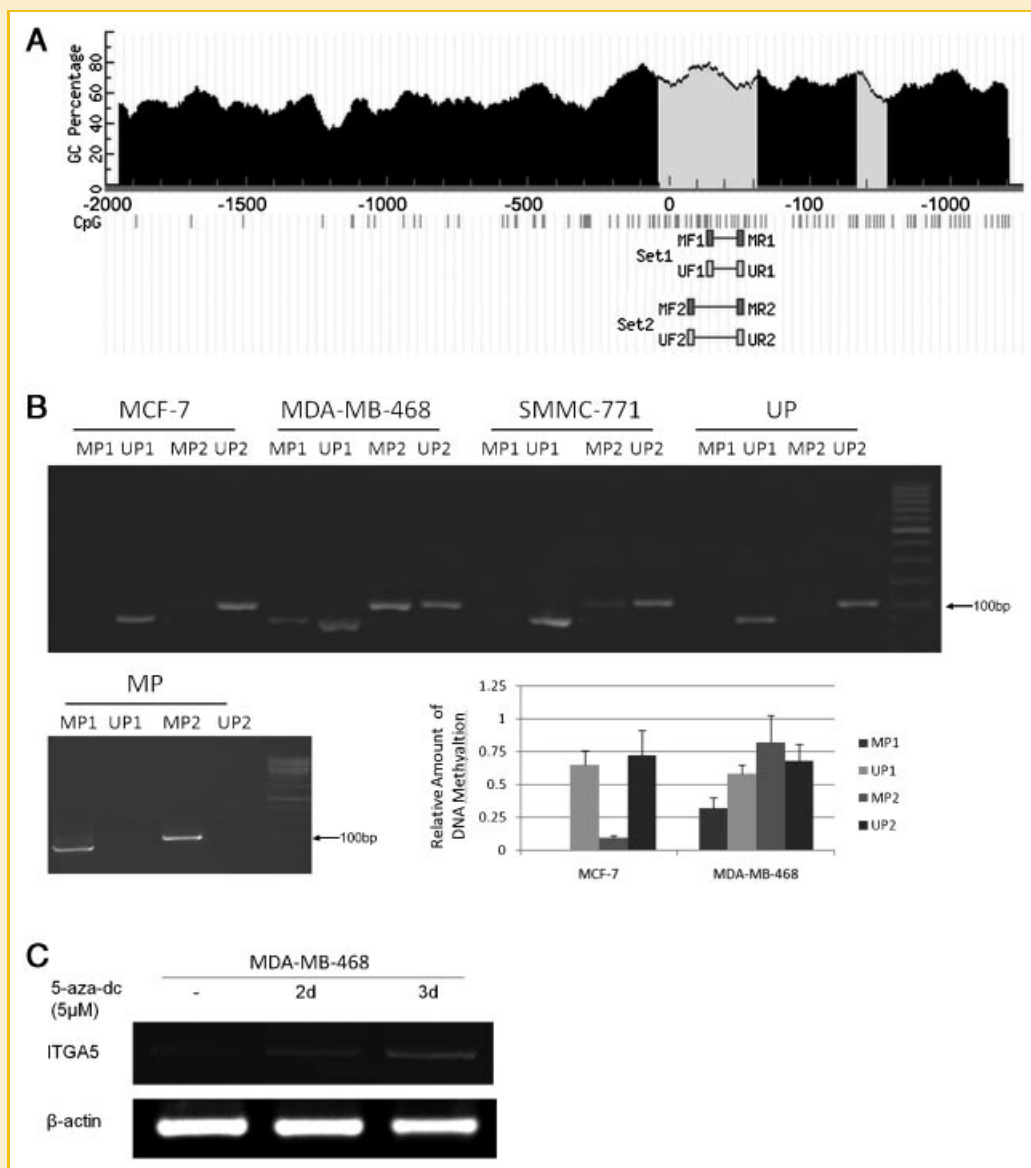 A
GC Percentage
0 20 40 60 80
-2000 -1500 -1000 -500 0 -100 -1000
CpG
MF1 MR1
Set1
UF1 UR1
MF2 MR2
Set2
UF2 UR2
B
MCF-7 MDA-MB-468 SMMC-771 UP
MP1 UP1 MP2 UP2 MP1 UP1 MP2 UP2 MP1 UP1 MP2 UP2 MP1 UP1 MP2 UP2
100bp
MP
MP1 UP1 MP2 UP2
100bp
Relative Amount of
DNA Methyaltion
1.25
1
0.75
0.5
0.25
0
MCF-7 MDA-MB-468
MP1
UP1
MP2
UP2
C
MDA-MB-468
5-aza-dc - 2d 3d
(5μM)
ITGA5
β-actin